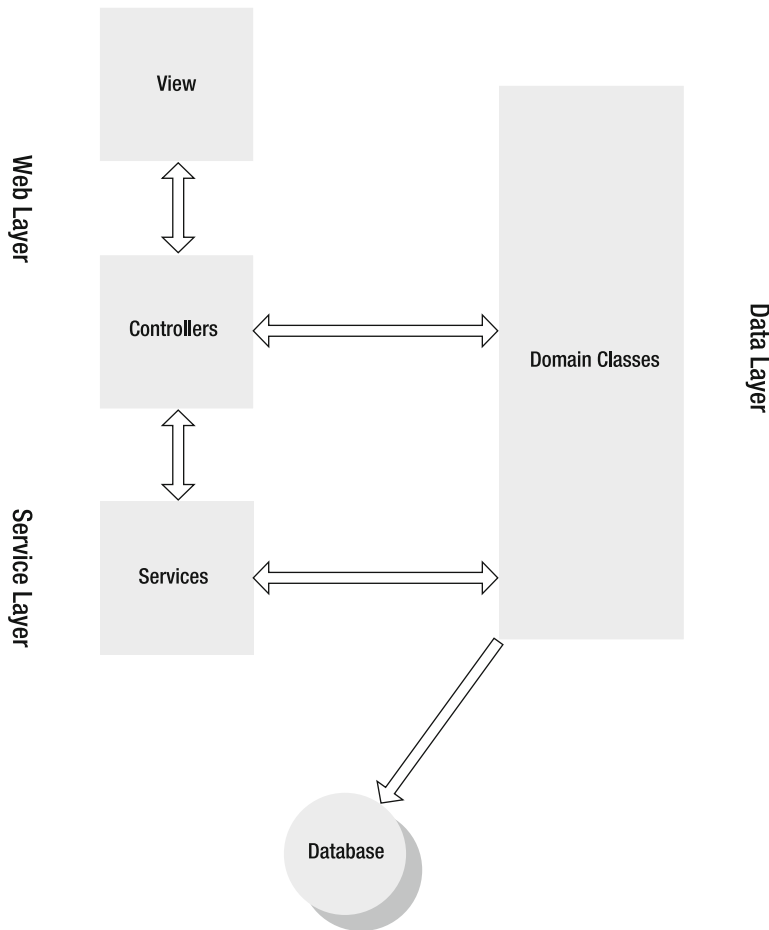 View
Web Layer
Controllers
Domain Classes
Data Layer
Services
Service Layer
Database